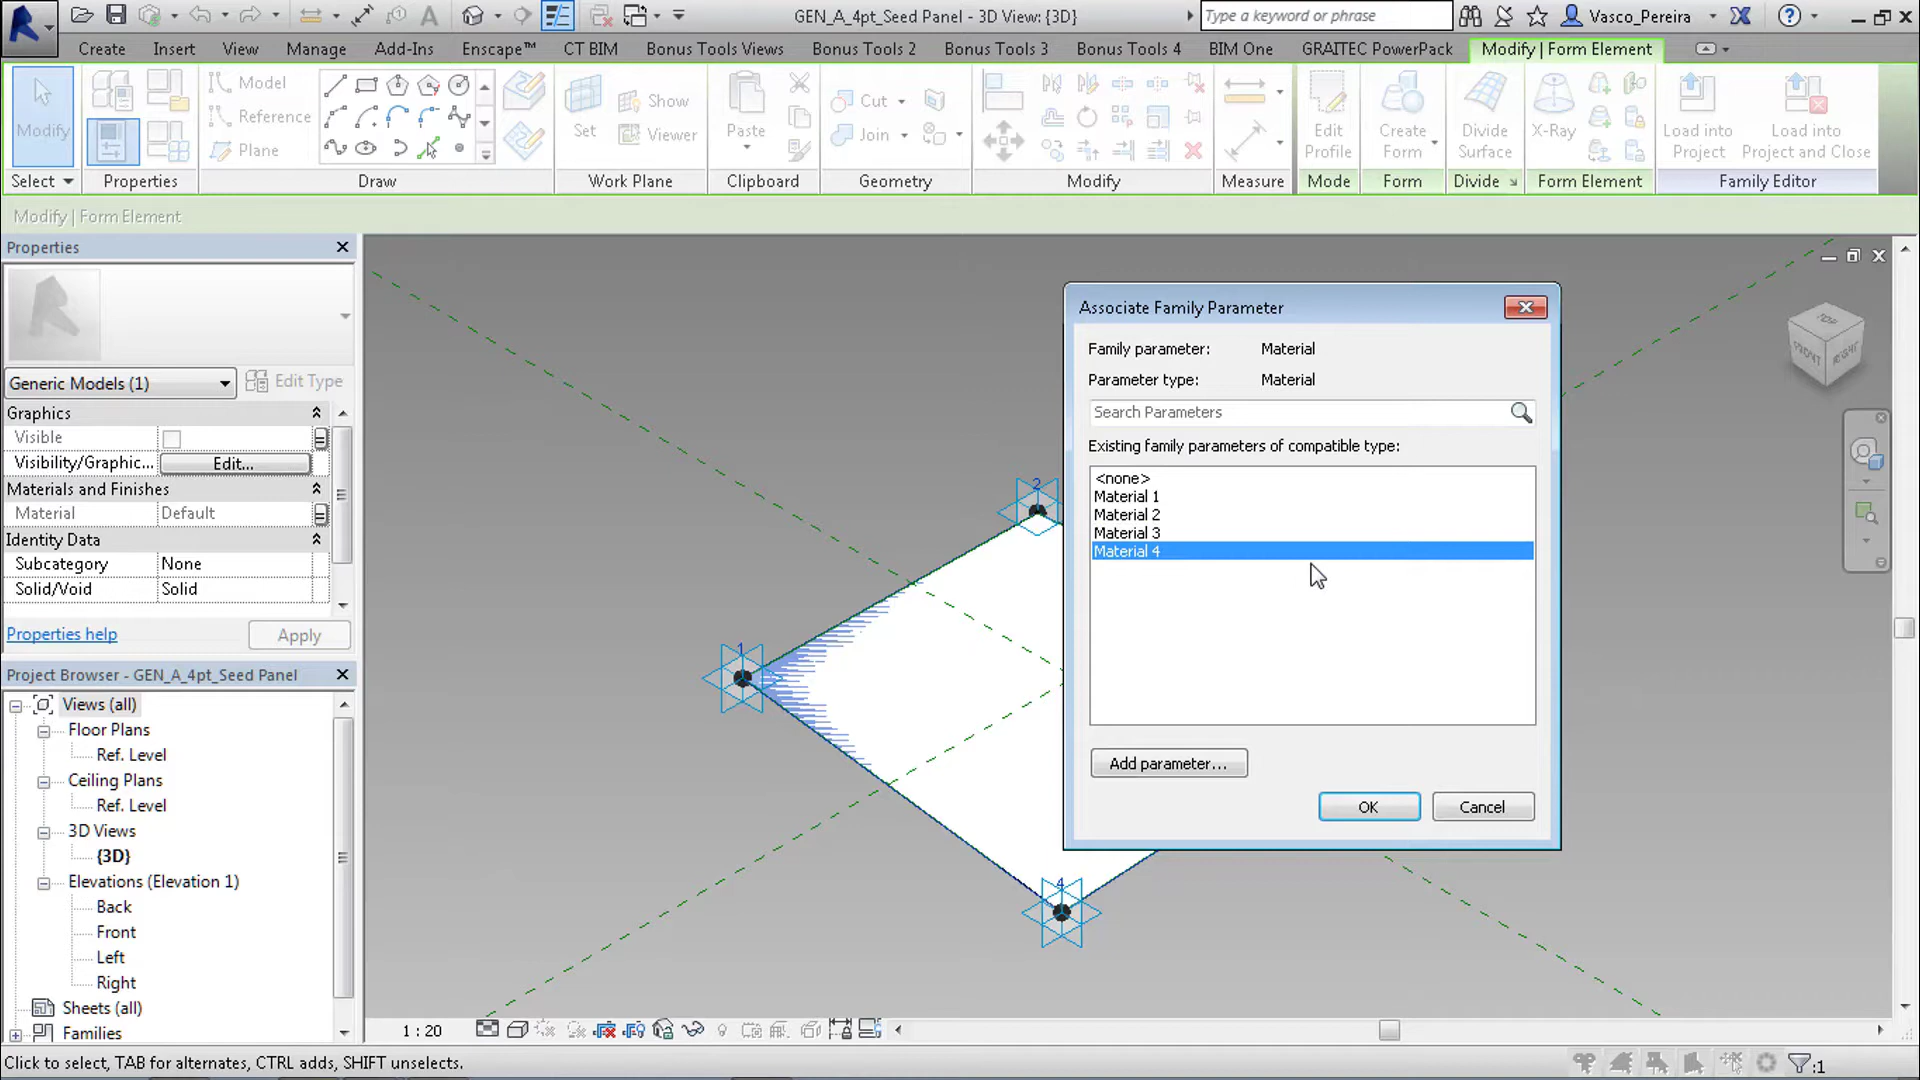 GEN_A_4pt_Seed Panel - 3D View: {3D}
Type a keyword or phrase
Vasco_Pereira
Create Insert View Manage Add-Ins Enscape™ CT BIM Bonus Tools Views Bonus Tools 2 Bonus Tools 3 Bonus Tools 4 BIM One GRAITEC PowerPack Modify | Form Element
Modify
Model
Reference
Plane
Set
Show
Viewer
Paste
Cut
Join
Edit Profile
Create Form
Divide Surface
X-Ray
Load into Project
Load into Project and Close
Select Properties Draw Work Plane Clipboard Geometry Modify Measure Mode Form Divide Form Element Family Editor
Modify | Form Element
Properties
Generic Models (1)
Edit Type
Graphics
Visible
Visibility/Graphic... Edit...
Materials and Finishes
Material Default
Identity Data
Subcategory None
Solid/Void Solid
Properties help
Apply
Project Browser - GEN_A_4pt_Seed Panel
Views (all)
Floor Plans
Ref. Level
Ceiling Plans
Ref. Level
3D Views
{3D}
Elevations (Elevation 1)
Back
Front
Left
Right
Sheets (all)
Families
2
1
4
TOP
FRONT
RIGHT
Associate Family Parameter
Family parameter: Material
Parameter type: Material
Search Parameters
Existing family parameters of compatible type:
<none>
Material 1
Material 2
Material 3
Material 4
Add parameter...
OK
Cancel
1 : 20
Click to select, TAB for alternates, CTRL adds, SHIFT unselects.
:1